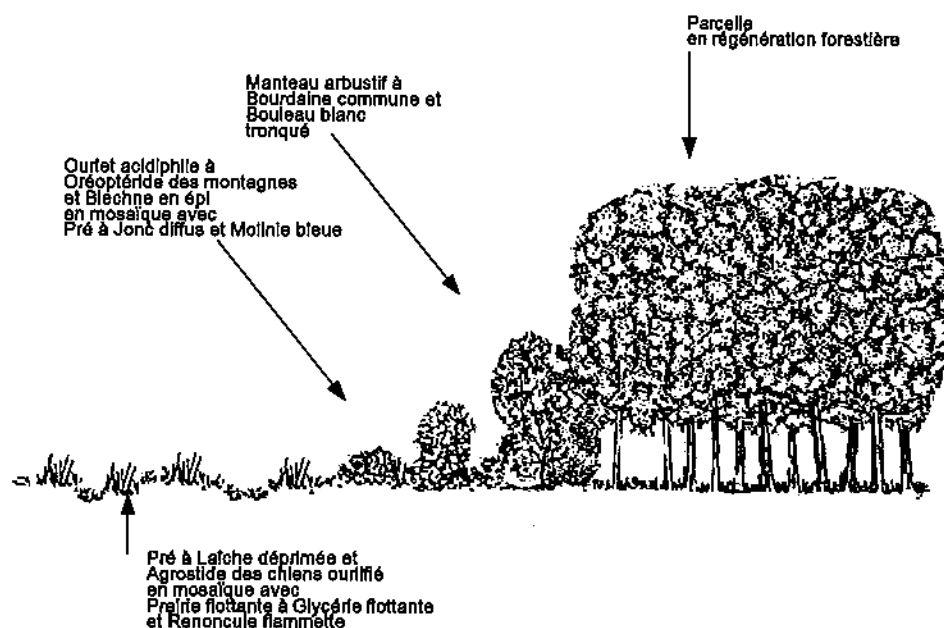 Parcelle
en régénération forestière
Manteau arbustif à
Bourdaine commune et
Bouleau blanc
tronqué
Ourlet acidiphile à
Oréoptéride des montagnes
et Blechne en épi
en mosaïque avec
Pré à Jonc diffus et Molinie bleue
Pré à Laîche déprimée et
Agrostide des chiens ourlifié
en mosaïque avec
Prairie flottante à Glycérie flottante
et Renoncule flammette